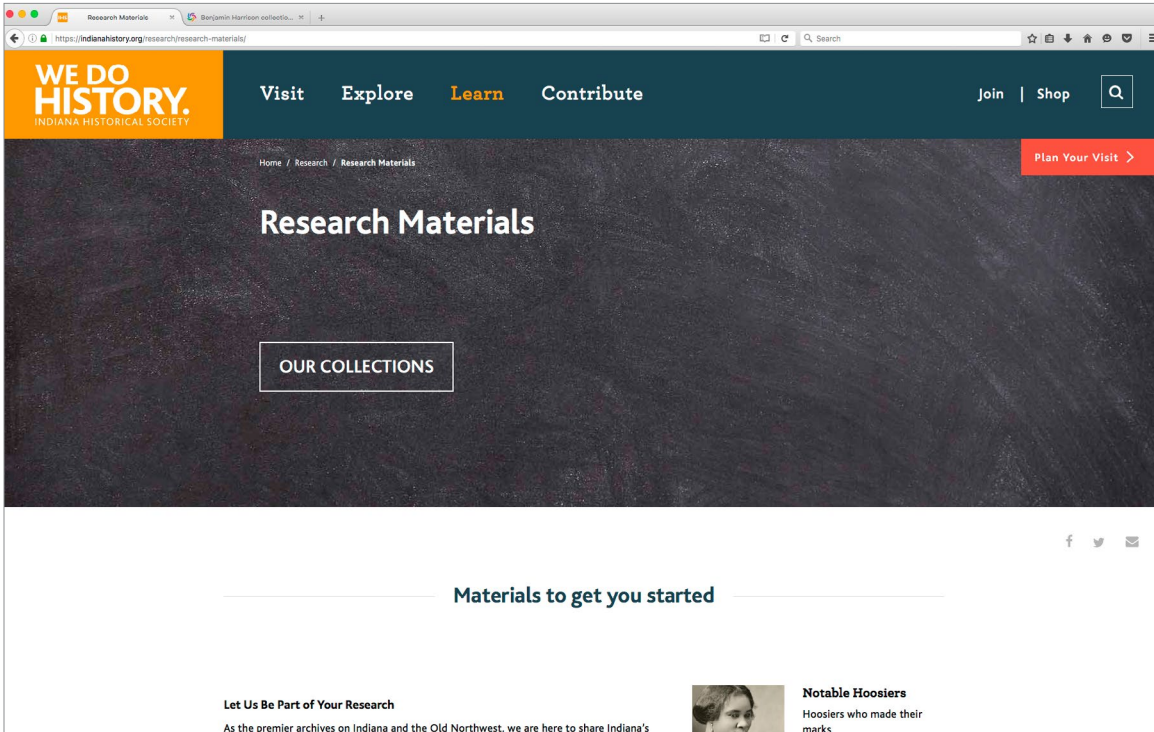 Research Materials
Benjamin Harrison collectio...
https://indianahistory.org/research/research-materials/
Search
WE DO
HISTORY.
INDIANA HISTORICAL SOCIETY
Visit Explore Learn Contribute
Join | Shop
Home / Research / Research Materials
Plan Your Visit >
Research Materials
OUR COLLECTIONS
Materials to get you started
Let Us Be Part of Your Research
As the premier archives on Indiana and the Old Northwest, we are here to share Indiana's
Notable Hoosiers
Hoosiers who made their
marks